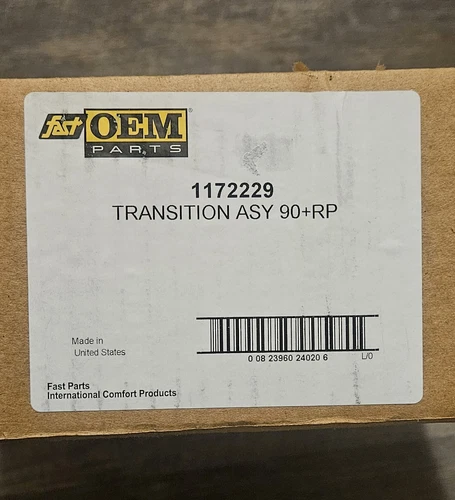 fast OEM®
PARTS
1172229
TRANSITION ASY 90+RP
Made in
United States
0 08 23960 24020 6
L/0
Fast Parts
International Comfort Products